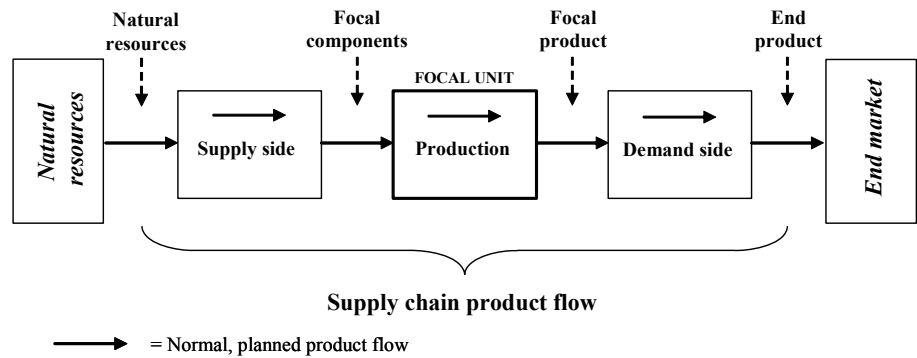 Natural
resources
Focal
components
Focal
product
End
product
FOCAL UNIT
Natural
resources
Supply side
Production
Demand side
End market
Supply chain product flow
= Normal, planned product flow